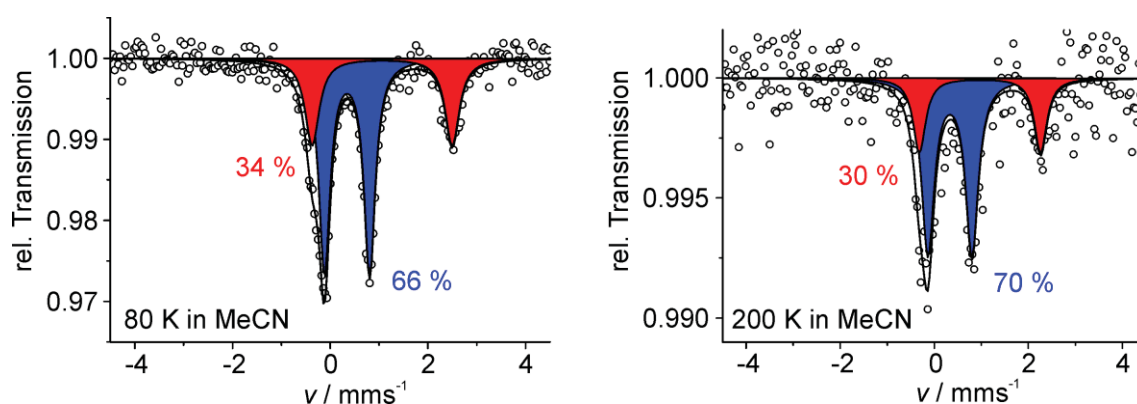 1.00
0.99
0.98
0.97
rel. Transmission
34 %
66 %
80 K in MeCN
-4 -2 0 2 4
v / mms⁻¹
1.000
0.995
0.990
rel. Transmission
30 %
70 %
200 K in MeCN
-4 -2 0 2 4
v / mms⁻¹